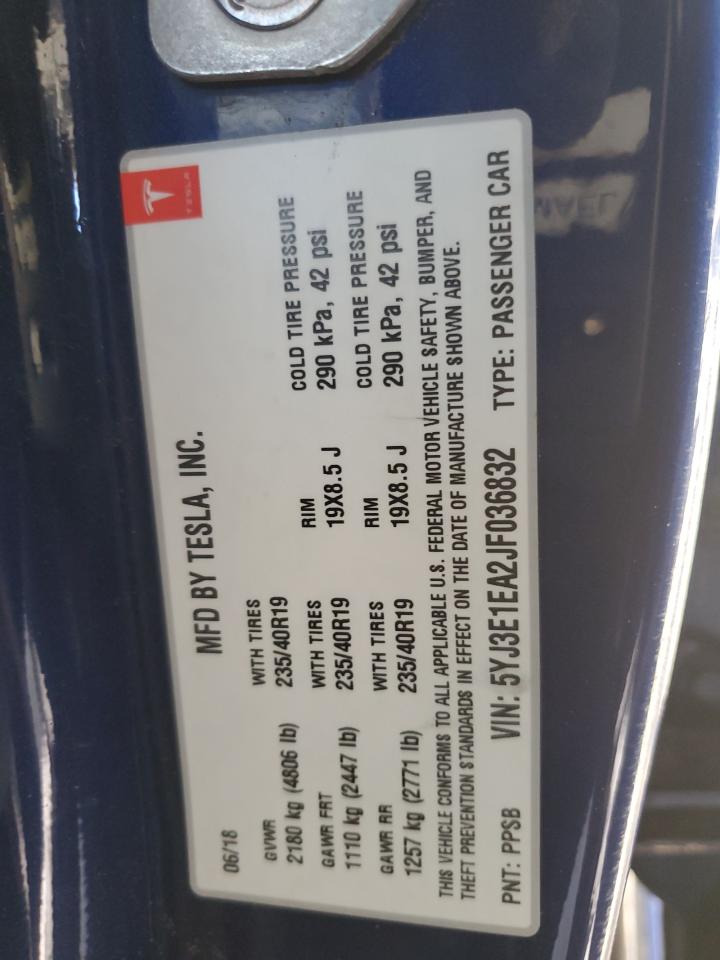 TESLA
MFD BY TESLA, INC.
06/18
GVWR WITH TIRES
2180 kg (4806 lb) 235/40R19
GAWR FRT WITH TIRES RIM COLD TIRE PRESSURE
1110 kg (2447 lb) 235/40R19 19X8.5 J 290 kPa, 42 psi
GAWR RR WITH TIRES RIM COLD TIRE PRESSURE
1257 kg (2771 lb) 235/40R19 19X8.5 J 290 kPa, 42 psi
THIS VEHICLE CONFORMS TO ALL APPLICABLE U.S. FEDERAL MOTOR VEHICLE SAFETY, BUMPER, AND
THEFT PREVENTION STANDARDS IN EFFECT ON THE DATE OF MANUFACTURE SHOWN ABOVE.
PNT: PPSB VIN: 5YJ3E1EA2JF036832 TYPE: PASSENGER CAR